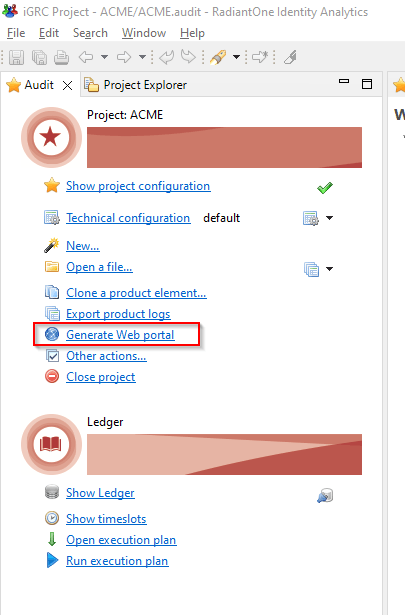 iGRC Project - ACME/ACME.audit - RadiantOne Identity Analytics
File Edit Search Window Help
Audit Project Explorer
W
Project: ACME
Show project configuration
Technical configuration default
New...
Open a file...
Clone a product element...
Export product logs
Generate Web portal
Other actions...
Close project
Ledger
Show Ledger
Show timeslots
Open execution plan
Run execution plan